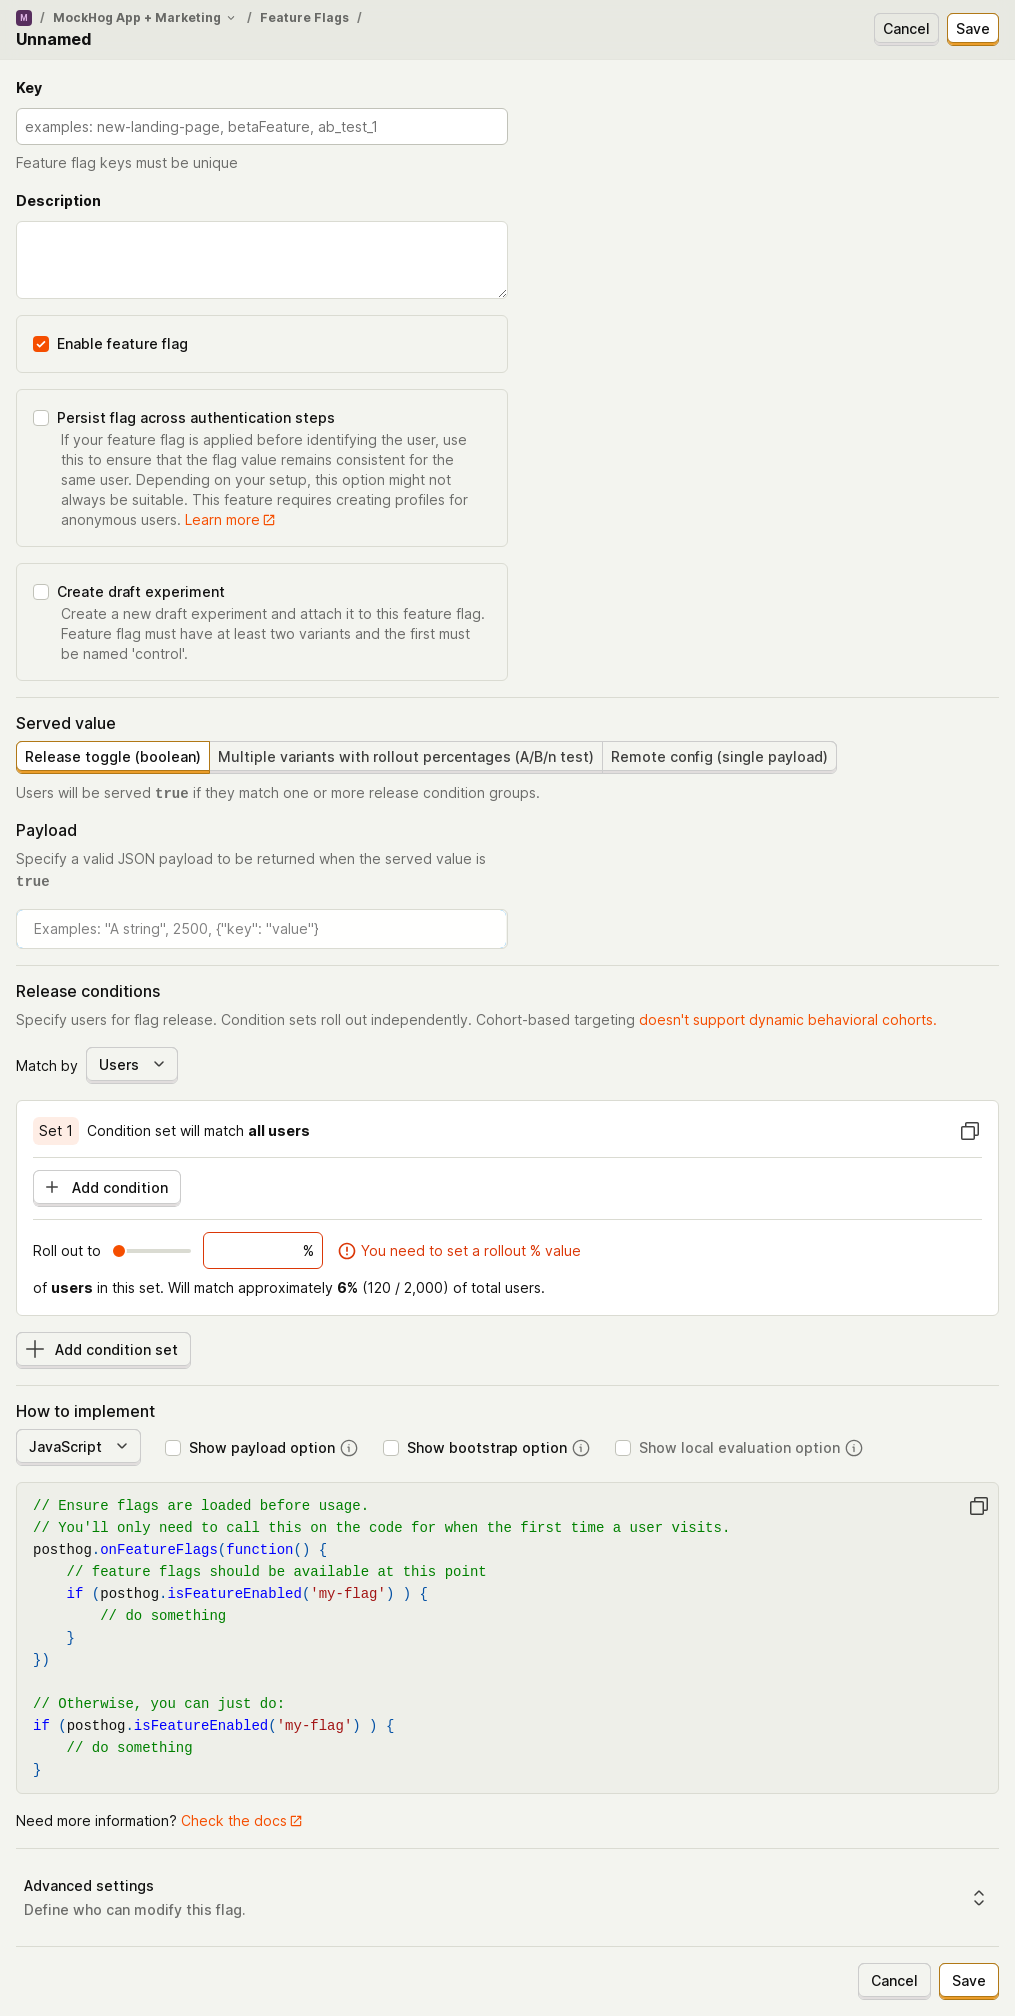 M / MockHog App + Marketing / Feature Flags /
Unnamed
Cancel
Save
Key
examples: new-landing-page, betaFeature, ab_test_1
Feature flag keys must be unique
Description
Enable feature flag
Persist flag across authentication steps
If your feature flag is applied before identifying the user, use
this to ensure that the flag value remains consistent for the
same user. Depending on your setup, this option might not
always be suitable. This feature requires creating profiles for
anonymous users. Learn more
Create draft experiment
Create a new draft experiment and attach it to this feature flag.
Feature flag must have at least two variants and the first must
be named 'control'.
Served value
Release toggle (boolean)
Multiple variants with rollout percentages (A/B/n test)
Remote config (single payload)
Users will be served true if they match one or more release condition groups.
Payload
Specify a valid JSON payload to be returned when the served value is
true
Examples: "A string", 2500, {"key": "value"}
Release conditions
Specify users for flag release. Condition sets roll out independently. Cohort-based targeting doesn't support dynamic behavioral cohorts.
Match by Users
Set 1 Condition set will match all users
Add condition
Roll out to % You need to set a rollout % value
of users in this set. Will match approximately 6% (120 / 2,000) of total users.
Add condition set
How to implement
JavaScript
Show payload option
Show bootstrap option
Show local evaluation option
// Ensure flags are loaded before usage.
// You'll only need to call this on the code for when the first time a user visits.
posthog.onFeatureFlags(function() {
    // feature flags should be available at this point
    if (posthog.isFeatureEnabled('my-flag') ) {
        // do something
    }
})
// Otherwise, you can just do:
if (posthog.isFeatureEnabled('my-flag') ) {
    // do something
}
Need more information? Check the docs
Advanced settings
Define who can modify this flag.
Cancel
Save